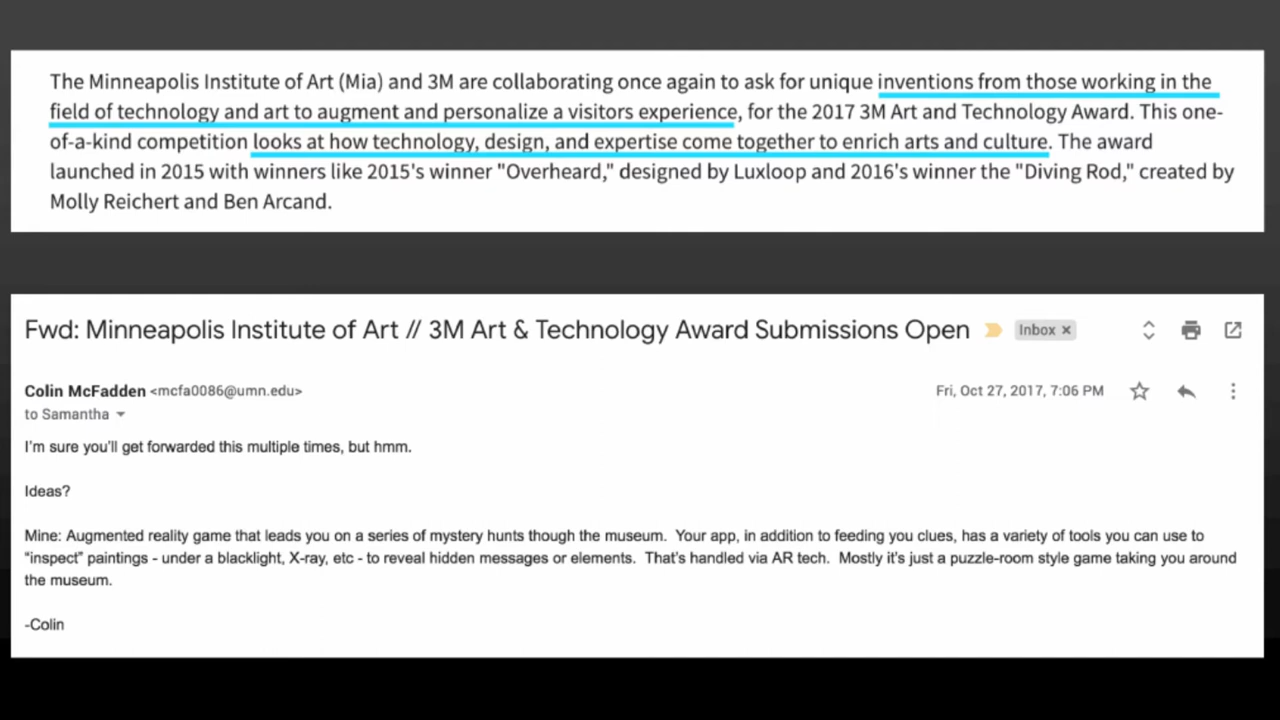 The Minneapolis Institute of Art (Mia) and 3M are collaborating once again to ask for unique inventions from those working in the
field of technology and art to augment and personalize a visitors experience, for the 2017 3M Art and Technology Award. This one-
of-a-kind competition looks at how technology, design, and expertise come together to enrich arts and culture. The award
launched in 2015 with winners like 2015's winner "Overheard," designed by Luxloop and 2016's winner the "Diving Rod," created by
Molly Reichert and Ben Arcand.
Fwd: Minneapolis Institute of Art // 3M Art & Technology Award Submissions Open Inbox ×
Colin McFadden <mcfa0086@umn.edu> Fri, Oct 27, 2017, 7:06 PM
to Samantha
I'm sure you'll get forwarded this multiple times, but hmm.
Ideas?
Mine: Augmented reality game that leads you on a series of mystery hunts though the museum. Your app, in addition to feeding you clues, has a variety of tools you can use to
“inspect” paintings - under a blacklight, X-ray, etc - to reveal hidden messages or elements. That's handled via AR tech. Mostly it's just a puzzle-room style game taking you around
the museum.
-Colin